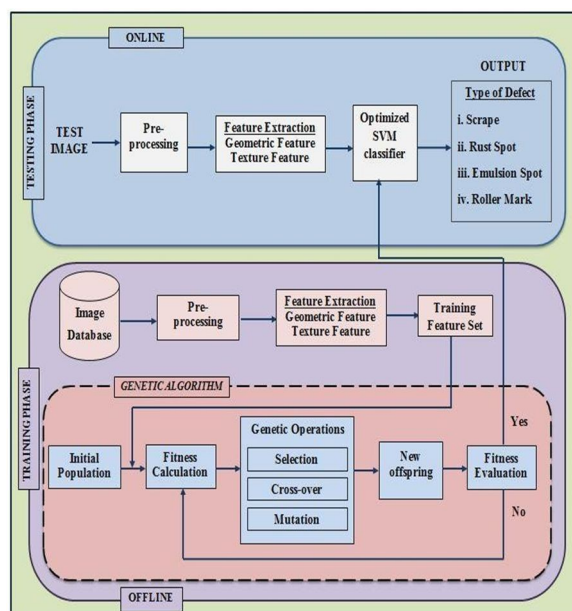 ONLINE
TESTING PHASE
TEST
IMAGE
Pre-
processing
Feature Extraction
Geometric Feature
Texture Feature
Optimized
SVM
classifier
OUTPUT
Type of Defect
i. Scrape
ii. Rust Spot
iii. Emulsion Spot
iv. Roller Mark
TRAINING PHASE
Image
Database
Pre-
processing
Feature Extraction
Geometric Feature
Texture Feature
Training
Feature Set
GENETIC ALGORITHM
Initial
Population
Fitness
Calculation
Genetic Operations
Selection
Cross-over
Mutation
New
offspring
Fitness
Evaluation
Yes
No
OFFLINE